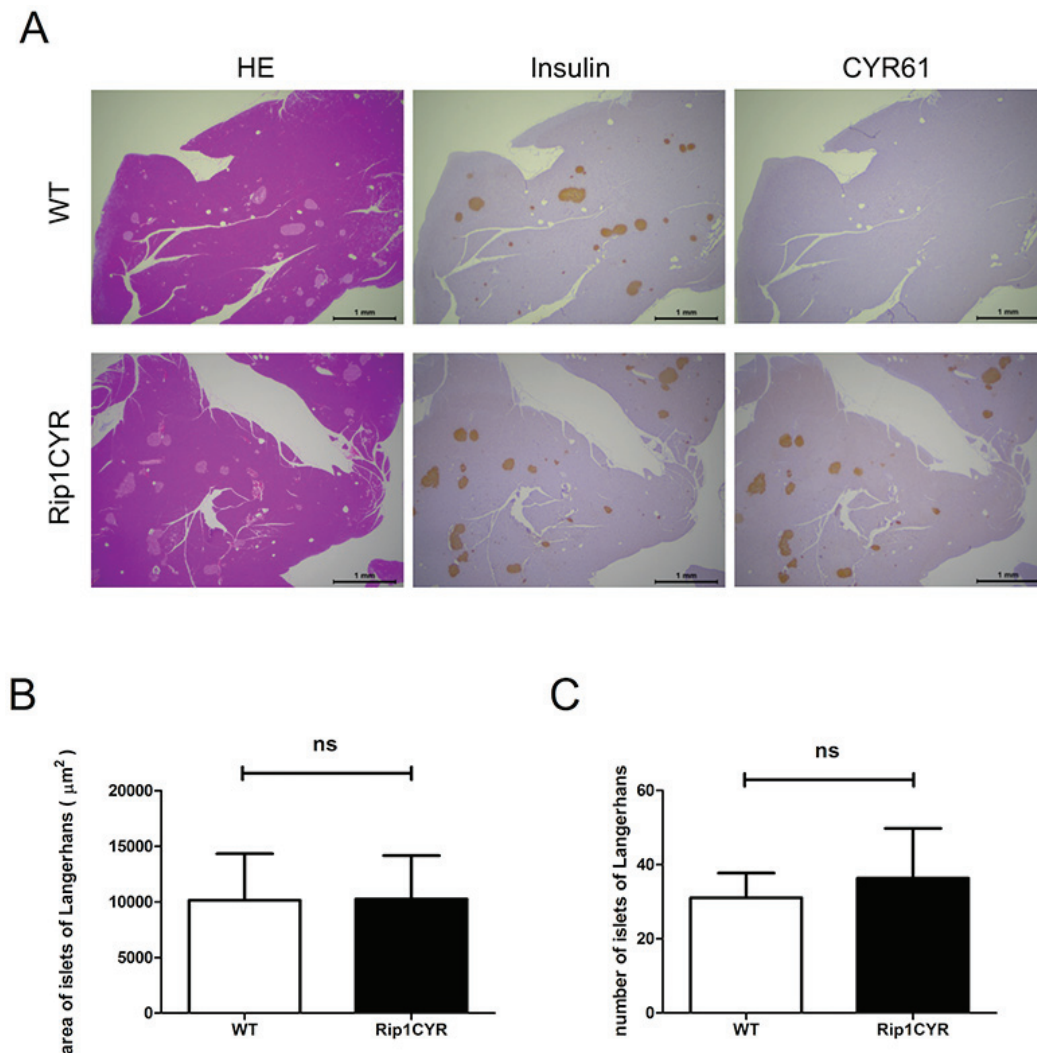 A
HE Insulin CYR61
WT
1 mm 1 mm 1 mm
Rip1CYR
1 mm 1 mm 1 mm
B
C
ns
ns
area of islets of Langerhans ( μm²)
20000
15000
10000
5000
0
WT Rip1CYR
number of islets of Langerhans
60
40
20
0
WT Rip1CYR